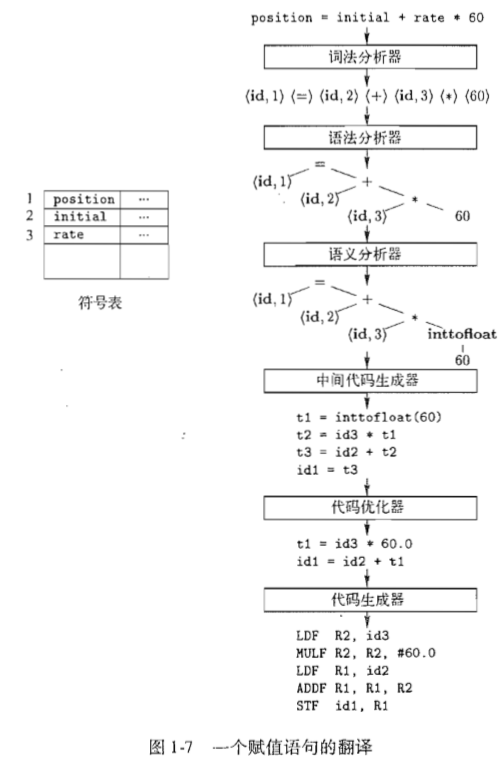 position = initial + rate * 60
词法分析器
⟨id, 1⟩ ⟨=⟩ ⟨id, 2⟩ ⟨+⟩ ⟨id, 3⟩ ⟨*⟩ ⟨60⟩
语法分析器
=
⟨id, 1⟩ +
⟨id, 2⟩ *
⟨id, 3⟩ 60
1 position ...
2 initial ...
3 rate ...
符号表
语义分析器
=
⟨id, 1⟩ +
⟨id, 2⟩ *
⟨id, 3⟩ inttofloat
60
中间代码生成器
t1 = inttofloat(60)
t2 = id3 * t1
t3 = id2 + t2
id1 = t3
代码优化器
t1 = id3 * 60.0
id1 = id2 + t1
代码生成器
LDF R2, id3
MULF R2, R2, #60.0
LDF R1, id2
ADDF R1, R1, R2
STF id1, R1
图 1-7 一个赋值语句的翻译